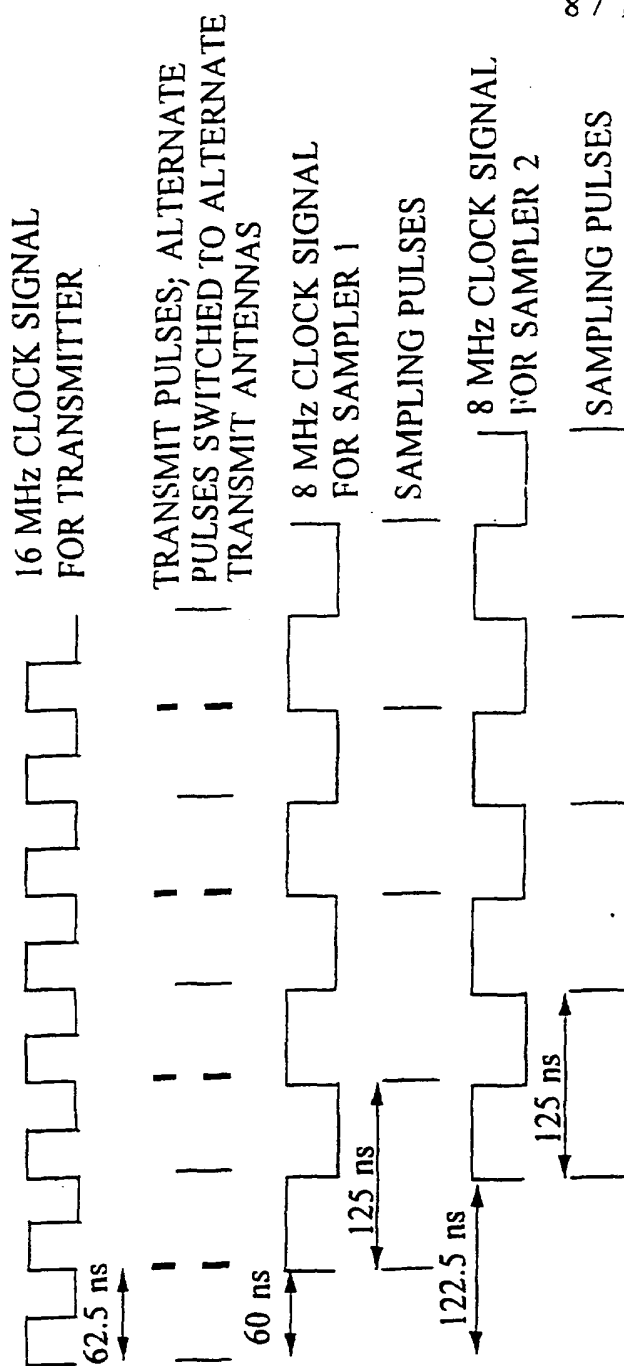 16 MHz CLOCK SIGNAL
FOR TRANSMITTER
62.5 ns
TRANSMIT PULSES; ALTERNATE
PULSES SWITCHED TO ALTERNATE
TRANSMIT ANTENNAS
60 ns
8 MHz CLOCK SIGNAL
FOR SAMPLER 1
125 ns
SAMPLING PULSES
122.5 ns
8 MHz CLOCK SIGNAL
FOR SAMPLER 2
125 ns
SAMPLING PULSES